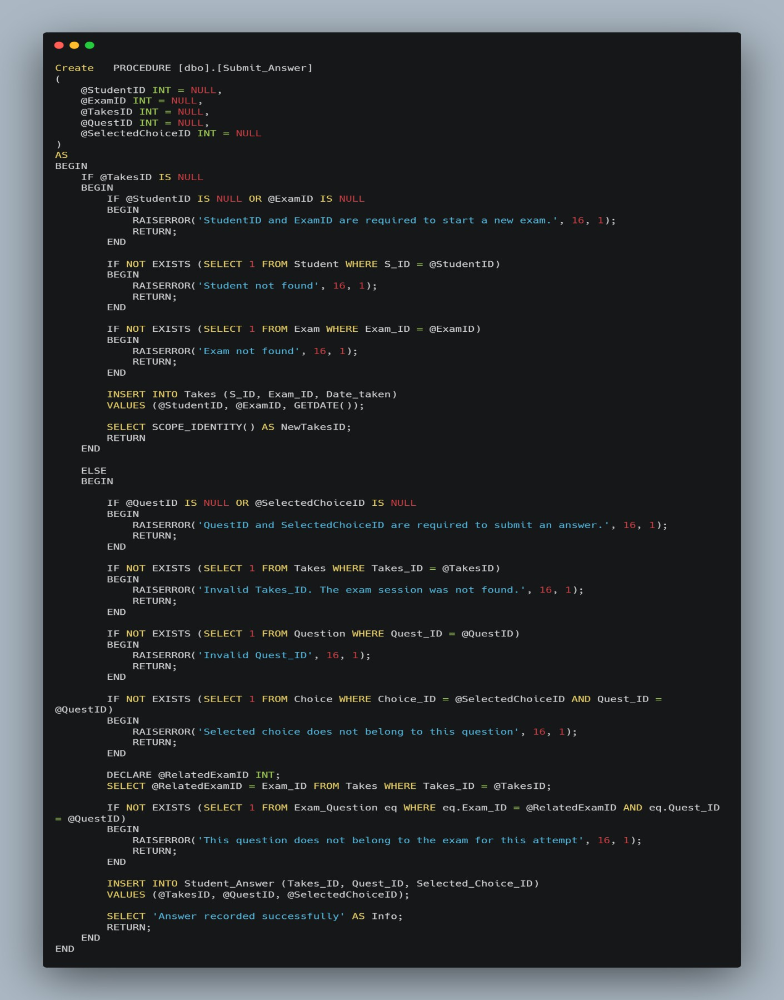 Create   PROCEDURE [dbo].[Submit_Answer]
(
    @StudentID INT = NULL,
    @ExamID INT = NULL,
    @TakesID INT = NULL,
    @QuestID INT = NULL,
    @SelectedChoiceID INT = NULL
)
AS
BEGIN
    IF @TakesID IS NULL
    BEGIN
        IF @StudentID IS NULL OR @ExamID IS NULL
        BEGIN
            RAISERROR('StudentID and ExamID are required to start a new exam.', 16, 1);
            RETURN;
        END

        IF NOT EXISTS (SELECT 1 FROM Student WHERE S_ID = @StudentID)
        BEGIN
            RAISERROR('Student not found', 16, 1);
            RETURN;
        END

        IF NOT EXISTS (SELECT 1 FROM Exam WHERE Exam_ID = @ExamID)
        BEGIN
            RAISERROR('Exam not found', 16, 1);
            RETURN;
        END

        INSERT INTO Takes (S_ID, Exam_ID, Date_taken)
        VALUES (@StudentID, @ExamID, GETDATE());

        SELECT SCOPE_IDENTITY() AS NewTakesID;
        RETURN
    END

    ELSE
    BEGIN

        IF @QuestID IS NULL OR @SelectedChoiceID IS NULL
        BEGIN
            RAISERROR('QuestID and SelectedChoiceID are required to submit an answer.', 16, 1);
            RETURN;
        END

        IF NOT EXISTS (SELECT 1 FROM Takes WHERE Takes_ID = @TakesID)
        BEGIN
            RAISERROR('Invalid Takes_ID. The exam session was not found.', 16, 1);
            RETURN;
        END

        IF NOT EXISTS (SELECT 1 FROM Question WHERE Quest_ID = @QuestID)
        BEGIN
            RAISERROR('Invalid Quest_ID', 16, 1);
            RETURN;
        END

        IF NOT EXISTS (SELECT 1 FROM Choice WHERE Choice_ID = @SelectedChoiceID AND Quest_ID =
@QuestID)
        BEGIN
            RAISERROR('Selected choice does not belong to this question', 16, 1);
            RETURN;
        END

        DECLARE @RelatedExamID INT;
        SELECT @RelatedExamID = Exam_ID FROM Takes WHERE Takes_ID = @TakesID;

        IF NOT EXISTS (SELECT 1 FROM Exam_Question eq WHERE eq.Exam_ID = @RelatedExamID AND eq.Quest_ID
= @QuestID)
        BEGIN
            RAISERROR('This question does not belong to the exam for this attempt', 16, 1);
            RETURN;
        END

        INSERT INTO Student_Answer (Takes_ID, Quest_ID, Selected_Choice_ID)
        VALUES (@TakesID, @QuestID, @SelectedChoiceID);

        SELECT 'Answer recorded successfully' AS Info;
        RETURN;
    END
END